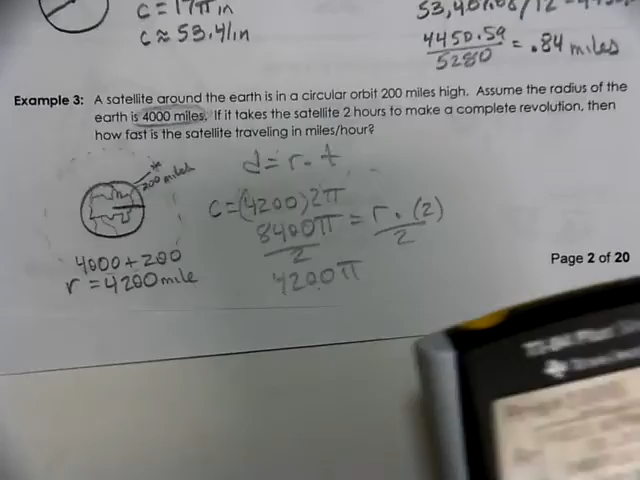 c = 17π in
c ≈ 53.41 in
4450.59
5280
= .84 miles
Example 3: A satellite around the earth is in a circular orbit 200 miles high. Assume the radius of the
earth is 4000 miles. If it takes the satellite 2 hours to make a complete revolution, then
how fast is the satellite traveling in miles/hour?
d = r · t
200 miles
c = (4200)2π
8400π = r · (2)
2 2
4200π
4000 + 200
r = 4200 mile
Page 2 of 20